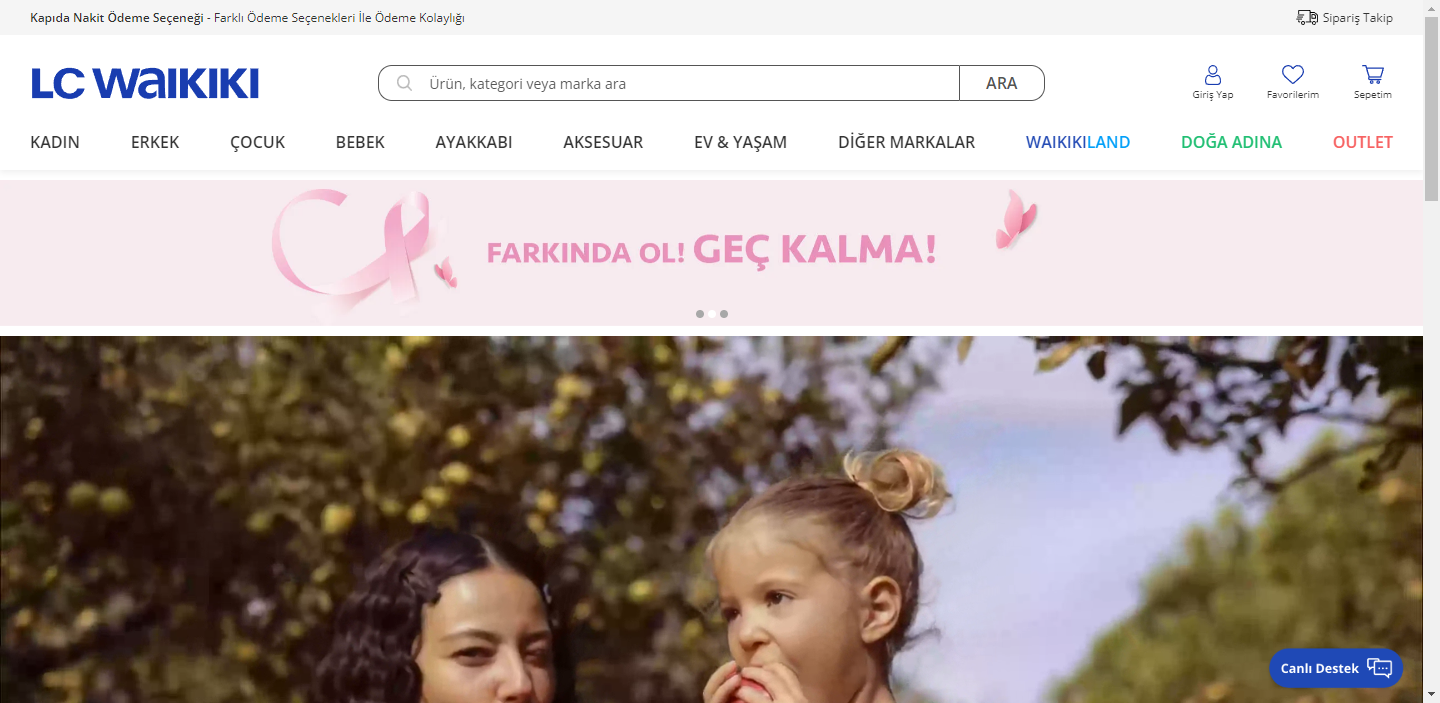 Kapıda Nakit Ödeme Seçeneği - Farklı Ödeme Seçenekleri İle Ödeme Kolaylığı
Sipariş Takip
LC WAIKIKI
Ürün, kategori veya marka ara
ARA
Giriş Yap
Favorilerim
Sepetim
KADIN
ERKEK
ÇOCUK
BEBEK
AYAKKABI
AKSESUAR
EV & YAŞAM
DİĞER MARKALAR
WAIKIKILAND
DOĞA ADINA
OUTLET
FARKINDA OL! GEÇ KALMA!
Canlı Destek